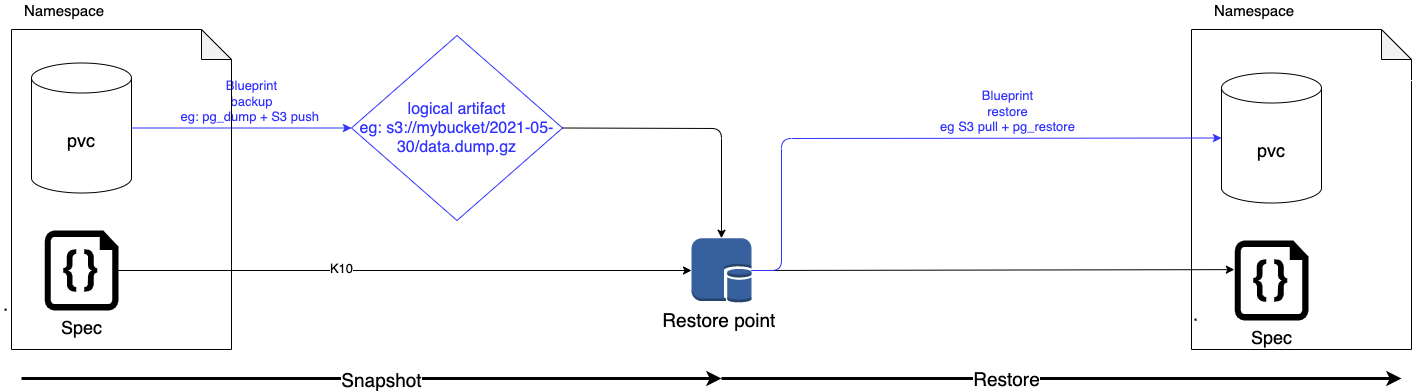 Namespace
Namespace
Blueprint
backup
eg: pg_dump + S3 push
logical artifact
eg: s3://mybucket/2021-05-
30/data.dump.gz
Blueprint
restore
eg S3 pull + pg_restore
pvc
pvc
{}
K10
{}
Spec
Restore point
Spec
Snapshot
Restore